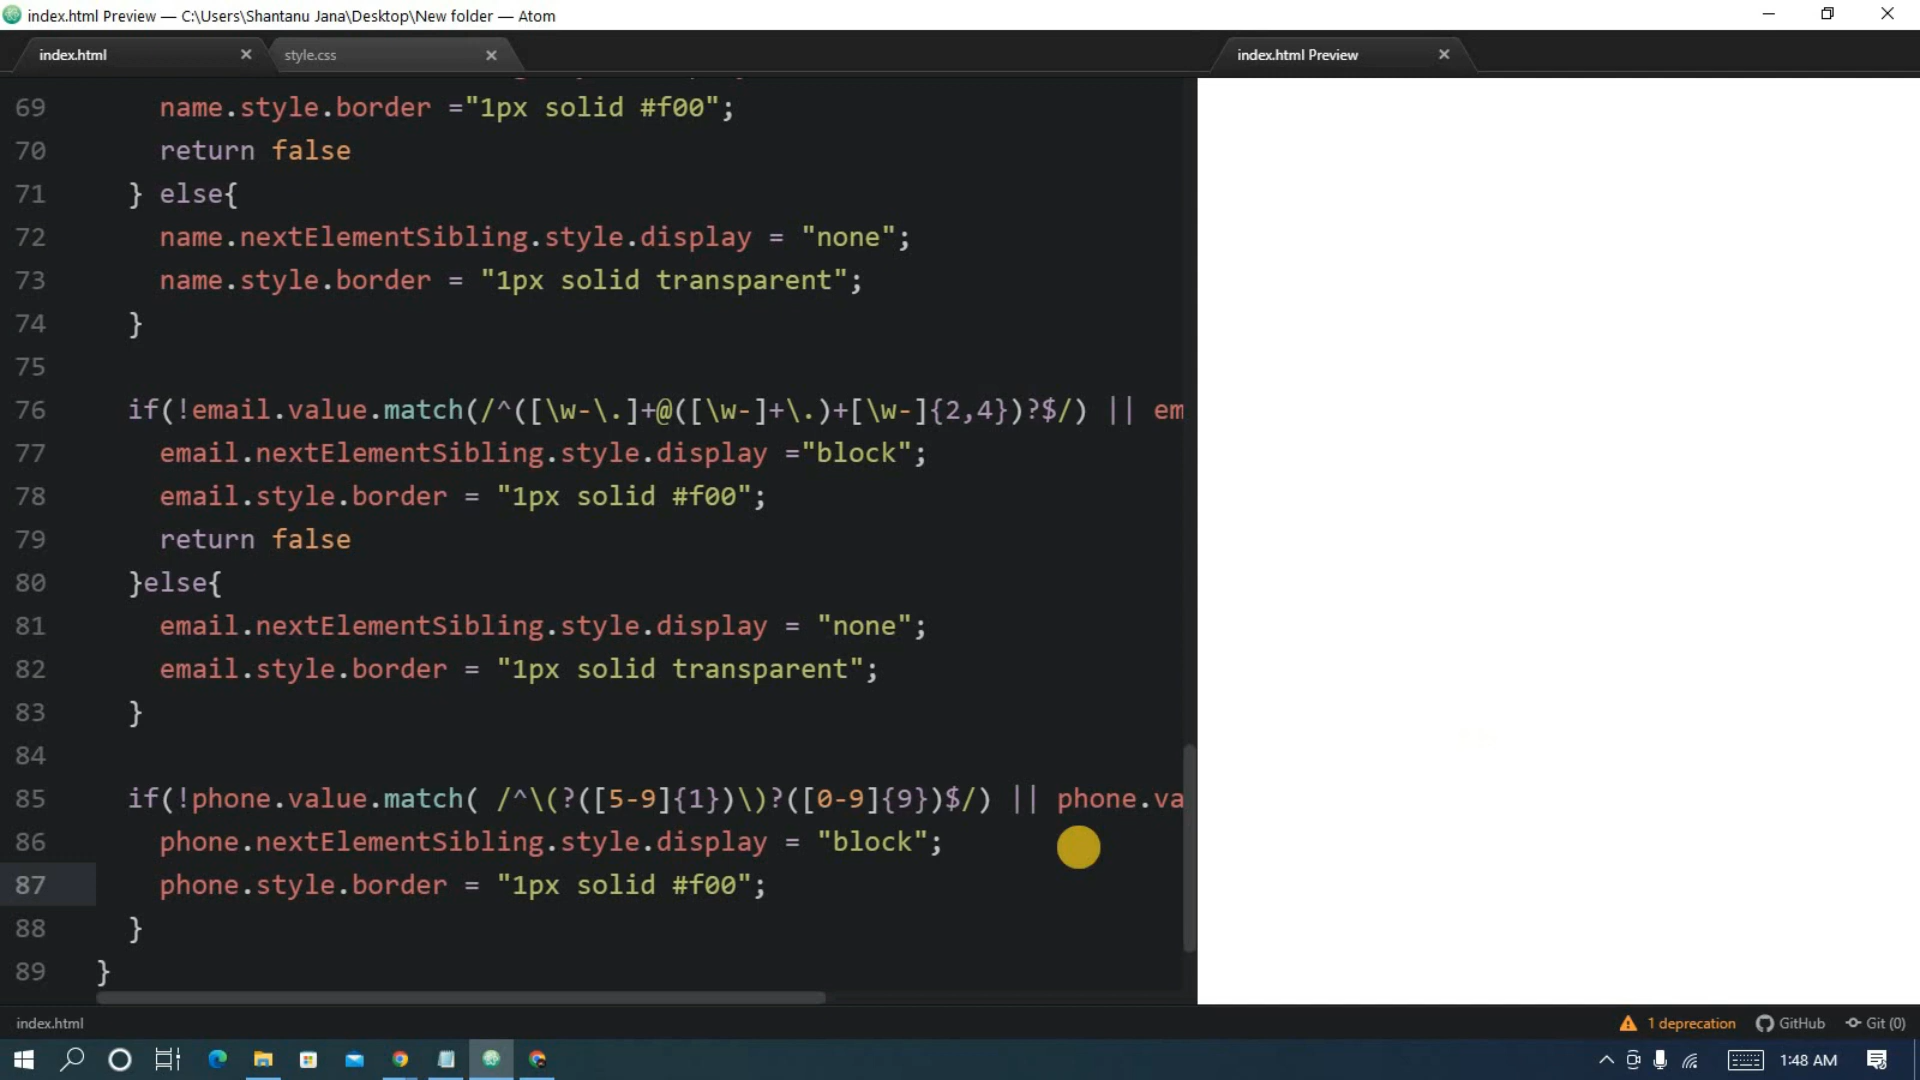 index.html Preview — C:\Users\Shantanu Jana\Desktop\New folder — Atom
index.html
style.css
index.html Preview
69 name.style.border ="1px solid #f00";
70 return false
71 } else{
72 name.nextElementSibling.style.display = "none";
73 name.style.border = "1px solid transparent";
74 }
75
76 if(!email.value.match(/^([\w-\.]+@([\w-]+\.)+[\w-]{2,4})?$/) || em
77 email.nextElementSibling.style.display ="block";
78 email.style.border = "1px solid #f00";
79 return false
80 }else{
81 email.nextElementSibling.style.display = "none";
82 email.style.border = "1px solid transparent";
83 }
84
85 if(!phone.value.match( /^\(?([5-9]{1})\)?([0-9]{9})$/) || phone.va
86 phone.nextElementSibling.style.display = "block";
87 phone.style.border = "1px solid #f00";
88 }
89 }
index.html
1 deprecation
GitHub
Git (0)
1:48 AM